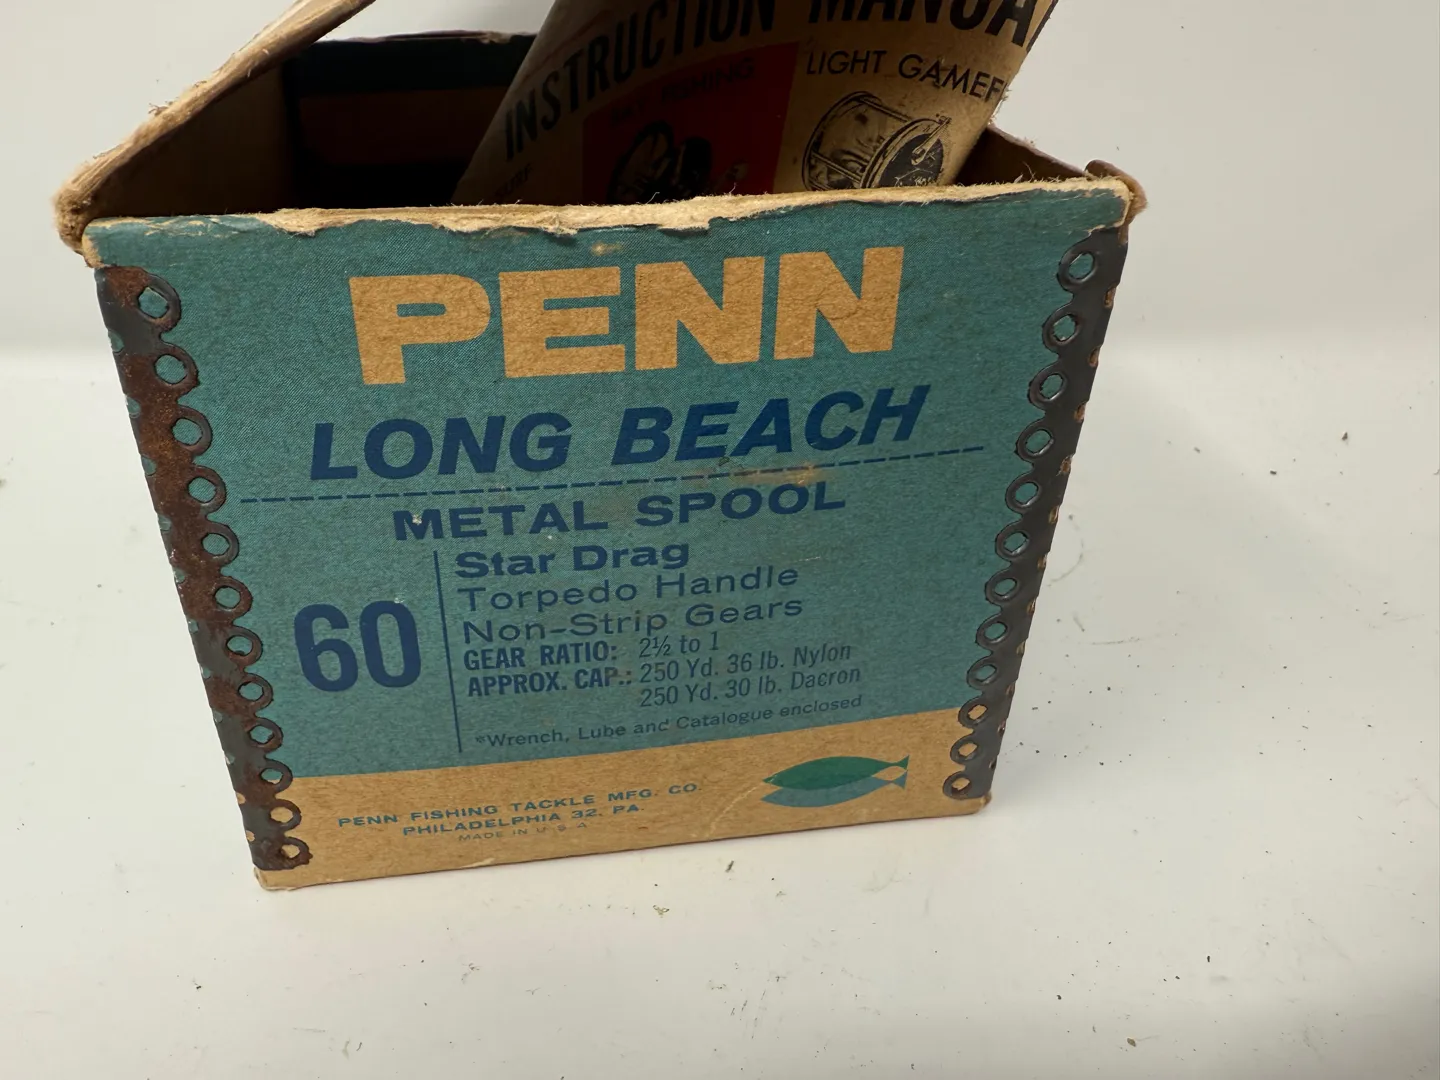 INSTRUCTION MANUAL
FISHING
LIGHT GAMEF
SURF
PENN
LONG BEACH
METAL SPOOL
60
Star Drag
Torpedo Handle
Non-Strip Gears
GEAR RATIO: 2½ to 1
APPROX. CAP.: 250 Yd. 36 lb. Nylon
250 Yd. 30 lb. Dacron
*Wrench, Lube and Catalogue enclosed
PENN FISHING TACKLE MFG. CO.
PHILADELPHIA 32, PA.
MADE IN U S A